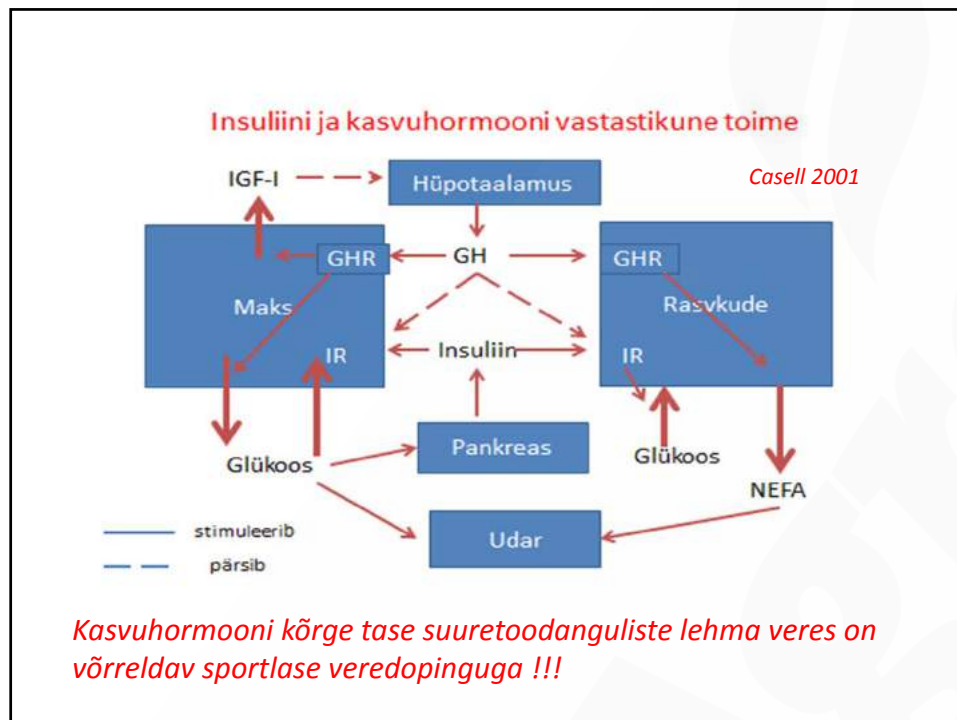 Insuliini ja kasvuhormooni vastastikune toime
Casell 2001
IGF-I
Hüpotaalamus
GHR
GH
GHR
Maks
Rasvkude
IR
Insuliin
IR
Glükoos
Pankreas
Glükoos
NEFA
Udar
stimuleerib
pärsib
Kasvuhormooni kõrge tase suuretoodanguliste lehma veres on
võrreldav sportlase veredopinguga !!!